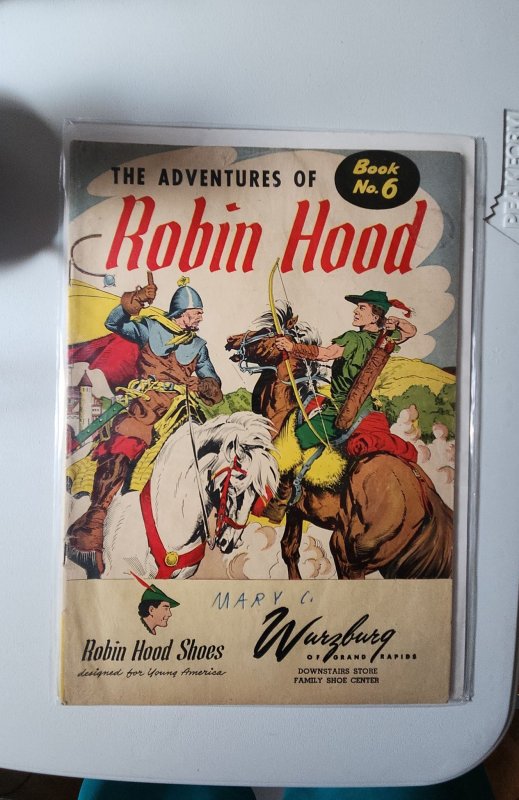 THE ADVENTURES OF
Book
No. 6
Robin Hood
MARY C.
Robin Hood Shoes
designed for Young America
Wurzburg
OF GRAND RAPIDS
DOWNSTAIRS STORE
FAMILY SHOE CENTER